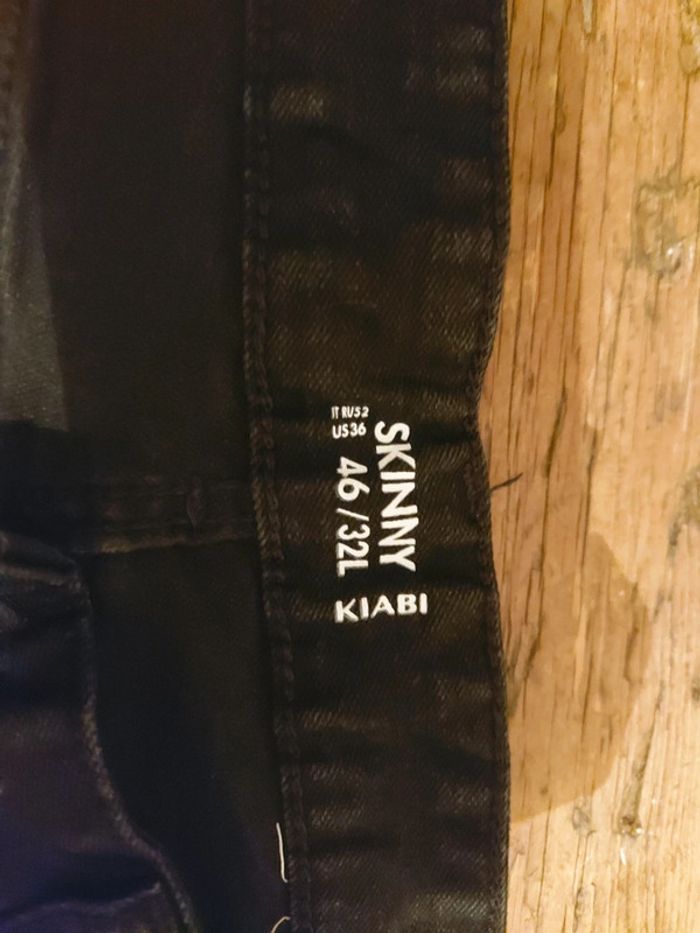 SKINNY
IT RU52
US36
46/32L
KIABI